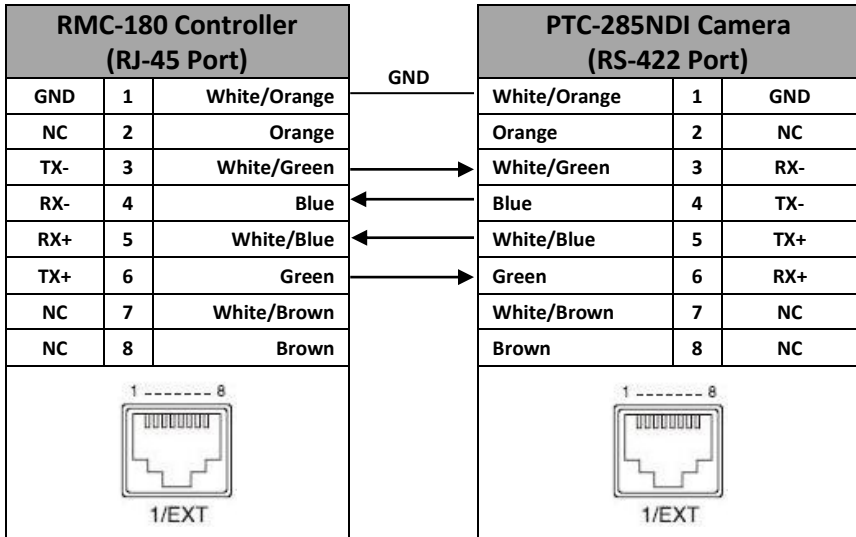 RMC-180 Controller
(RJ-45 Port)
GND
PTC-285NDI Camera
(RS-422 Port)
GND 1 White/Orange White/Orange 1 GND
NC 2 Orange Orange 2 NC
TX- 3 White/Green White/Green 3 RX-
RX- 4 Blue Blue 4 TX-
RX+ 5 White/Blue White/Blue 5 TX+
TX+ 6 Green Green 6 RX+
NC 7 White/Brown White/Brown 7 NC
NC 8 Brown Brown 8 NC
1 -------- 8 1 -------- 8
1/EXT 1/EXT